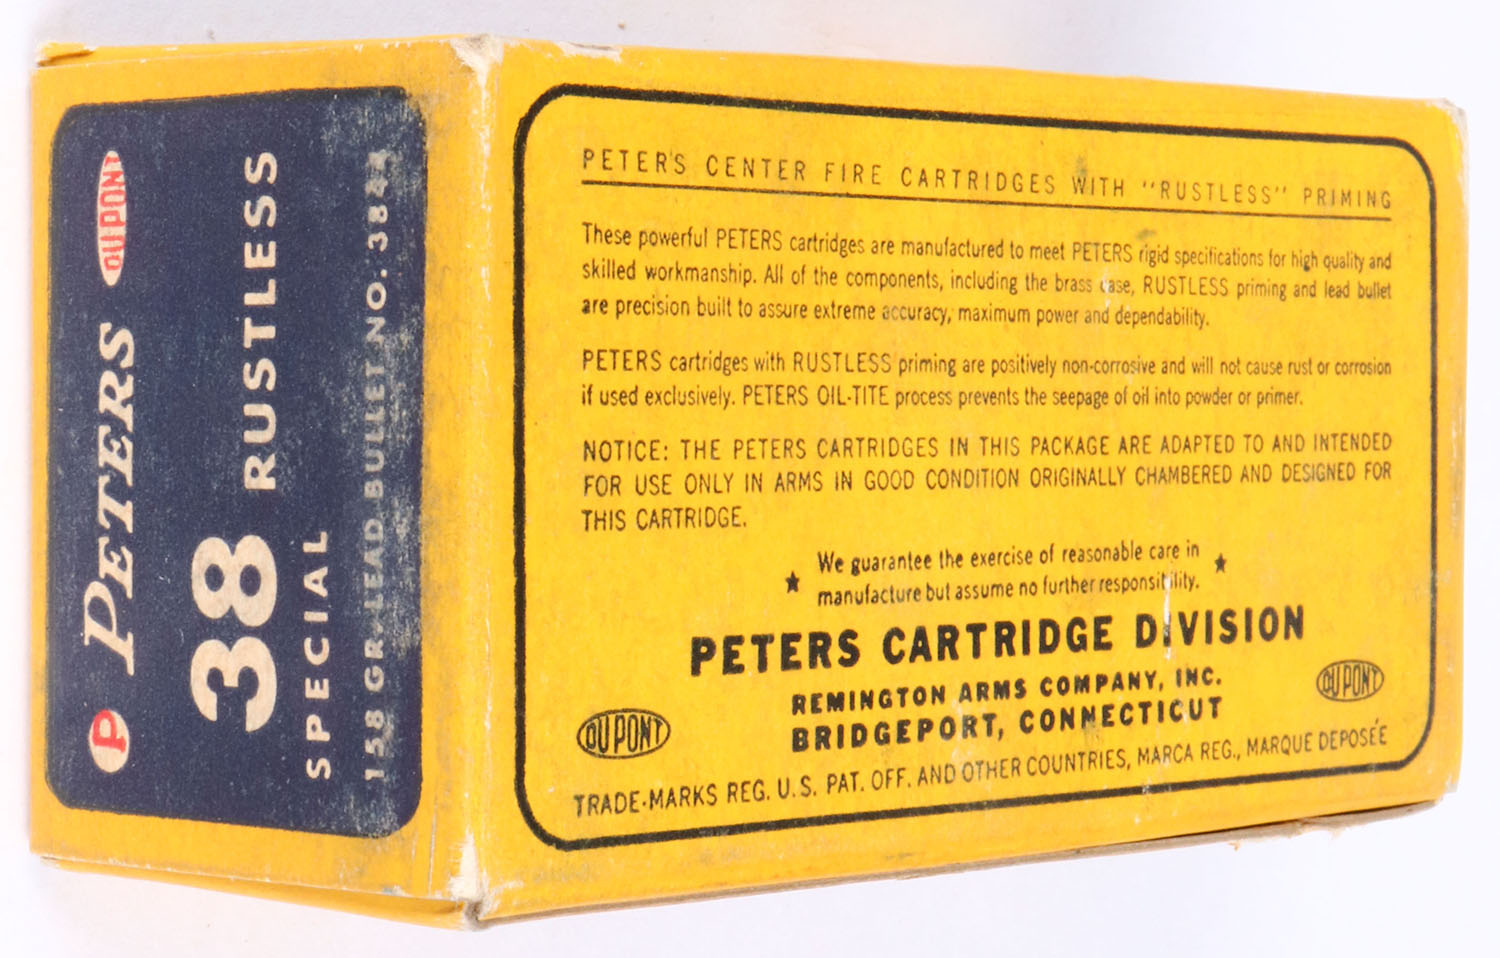 P PETERS DUPONT
38 RUSTLESS
SPECIAL
158 GR. LEAD BULLET NO. 3844
PETER'S CENTER FIRE CARTRIDGES WITH "RUSTLESS" PRIMING
These powerful PETERS cartridges are manufactured to meet PETERS rigid specifications for high quality and
skilled workmanship. All of the components, including the brass case, RUSTLESS priming and lead bullet
are precision built to assure extreme accuracy, maximum power and dependability.
PETERS cartridges with RUSTLESS priming are positively non-corrosive and will not cause rust or corrosion
if used exclusively. PETERS OIL-TITE process prevents the seepage of oil into powder or primer.
NOTICE: THE PETERS CARTRIDGES IN THIS PACKAGE ARE ADAPTED TO AND INTENDED
FOR USE ONLY IN ARMS IN GOOD CONDITION ORIGINALLY CHAMBERED AND DESIGNED FOR
THIS CARTRIDGE.
★ We guarantee the exercise of reasonable care in ★
manufacture but assume no further responsibility.
PETERS CARTRIDGE DIVISION
REMINGTON ARMS COMPANY, INC.
BRIDGEPORT, CONNECTICUT
DUPONT DUPONT
TRADE-MARKS REG. U.S. PAT. OFF. AND OTHER COUNTRIES, MARCA REG., MARQUE DEPOSÉE